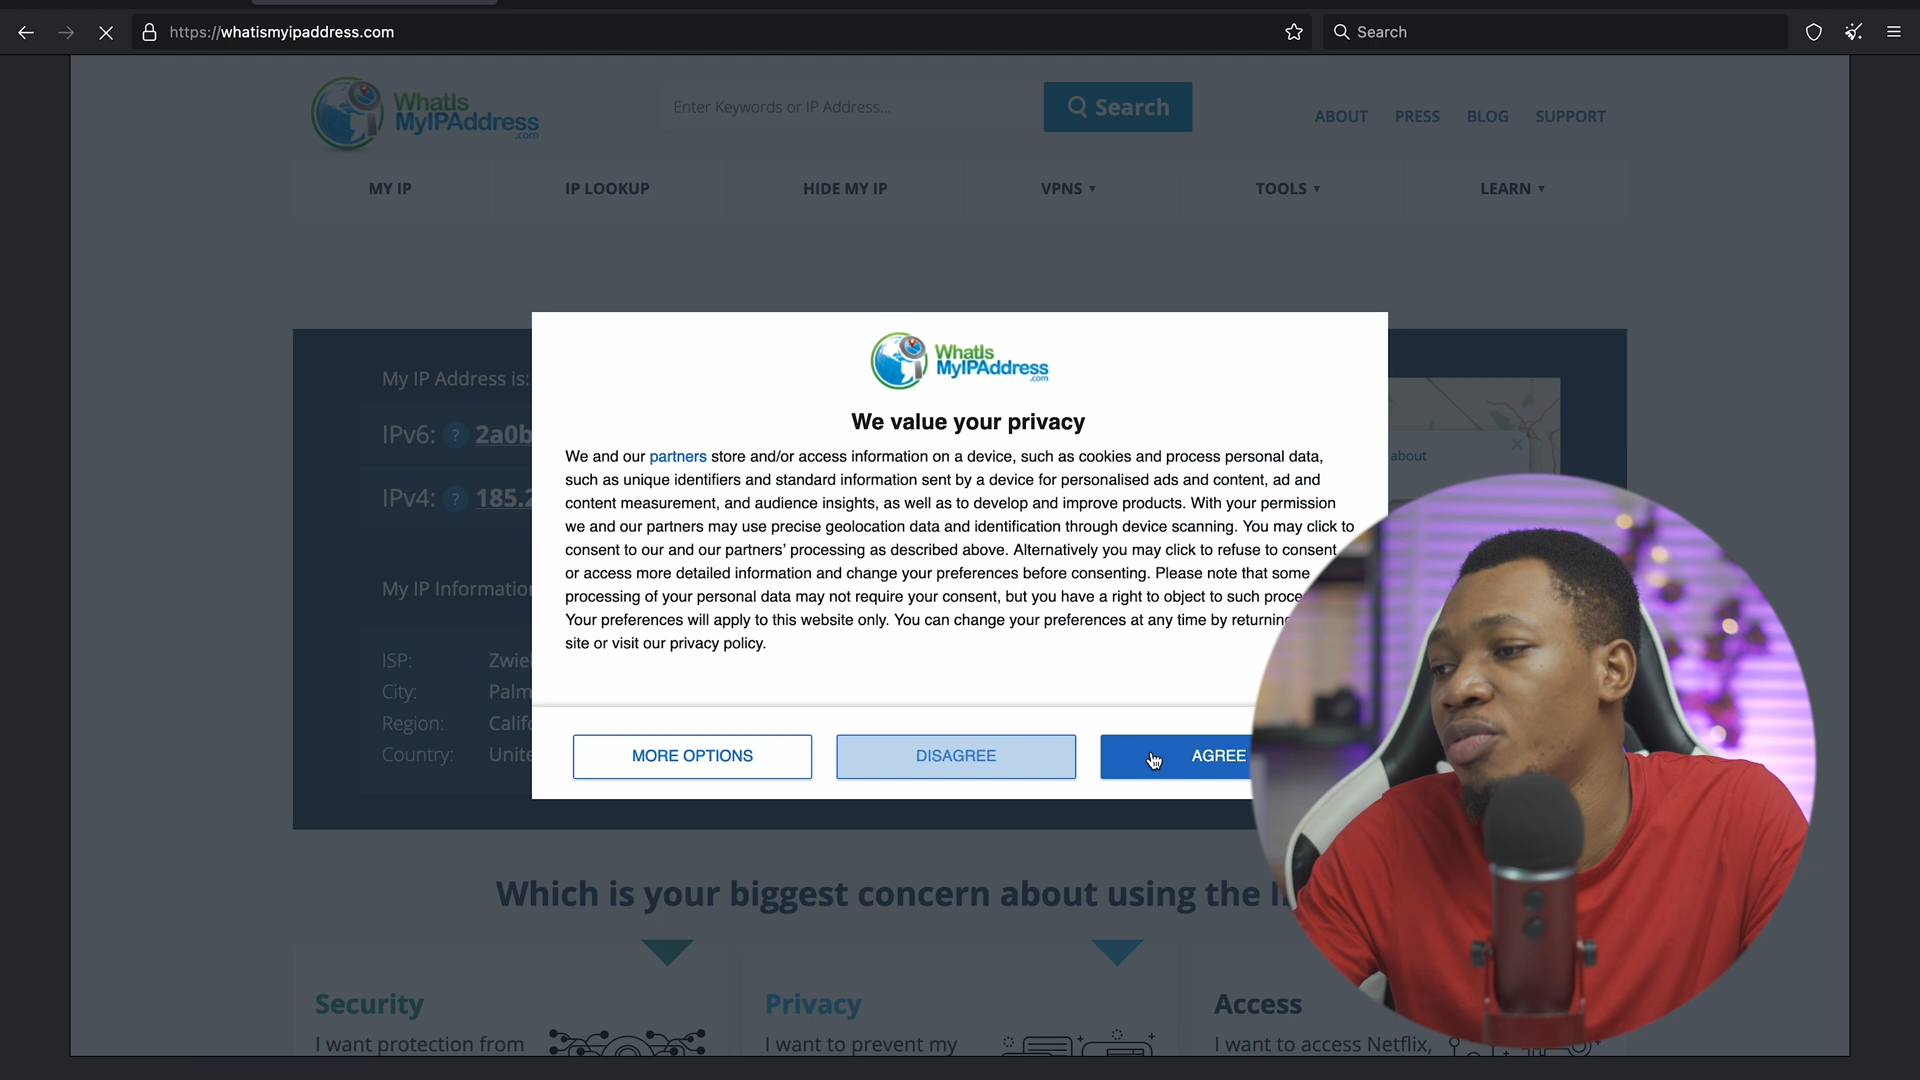 https://whatismyipaddress.com
Search
WhatIs
MyIPAddress
.com
Enter Keywords or IP Address...
Search
ABOUT
PRESS
BLOG
SUPPORT
MY IP
IP LOOKUP
HIDE MY IP
VPNS ▾
TOOLS ▾
LEARN ▾
My IP Address is:
IPv6: ? 2a0b
IPv4: ? 185.2
about
My IP Information
ISP: Zwie
City: Palm
Region: Califo
Country: Unite
WhatIs
MyIPAddress
.com
We value your privacy
We and our partners store and/or access information on a device, such as cookies and process personal data,
such as unique identifiers and standard information sent by a device for personalised ads and content, ad and
content measurement, and audience insights, as well as to develop and improve products. With your permission
we and our partners may use precise geolocation data and identification through device scanning. You may click to
consent to our and our partners' processing as described above. Alternatively you may click to refuse to consent
or access more detailed information and change your preferences before consenting. Please note that some
processing of your personal data may not require your consent, but you have a right to object to such proce
Your preferences will apply to this website only. You can change your preferences at any time by returning
site or visit our privacy policy.
MORE OPTIONS
DISAGREE
AGREE
Which is your biggest concern about using the
Security
I want protection from
Privacy
I want to prevent my
Access
I want to access Netflix,